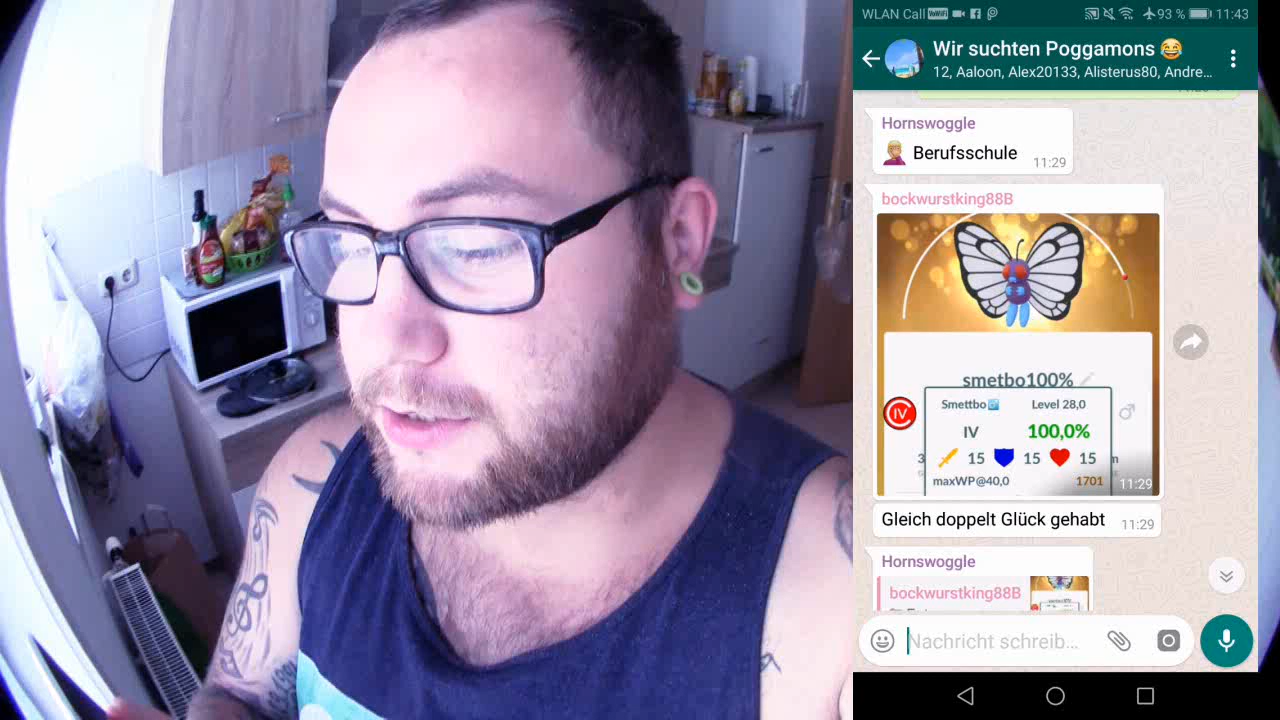 WLAN Call VoWiFi 93 % 11:43
Wir suchten Poggamons 😂
12, Aaloon, Alex20133, Alisterus80, Andre...
Hornswoggle
Berufsschule 11:29
bockwurstking88B
smetbo100%
IV
Smettbo Level 28,0
IV 100,0%
15 15 15
maxWP@40,0 1701
11:29
Gleich doppelt Glück gehabt 11:29
Hornswoggle
bockwurstking88B
Nachricht schreib...